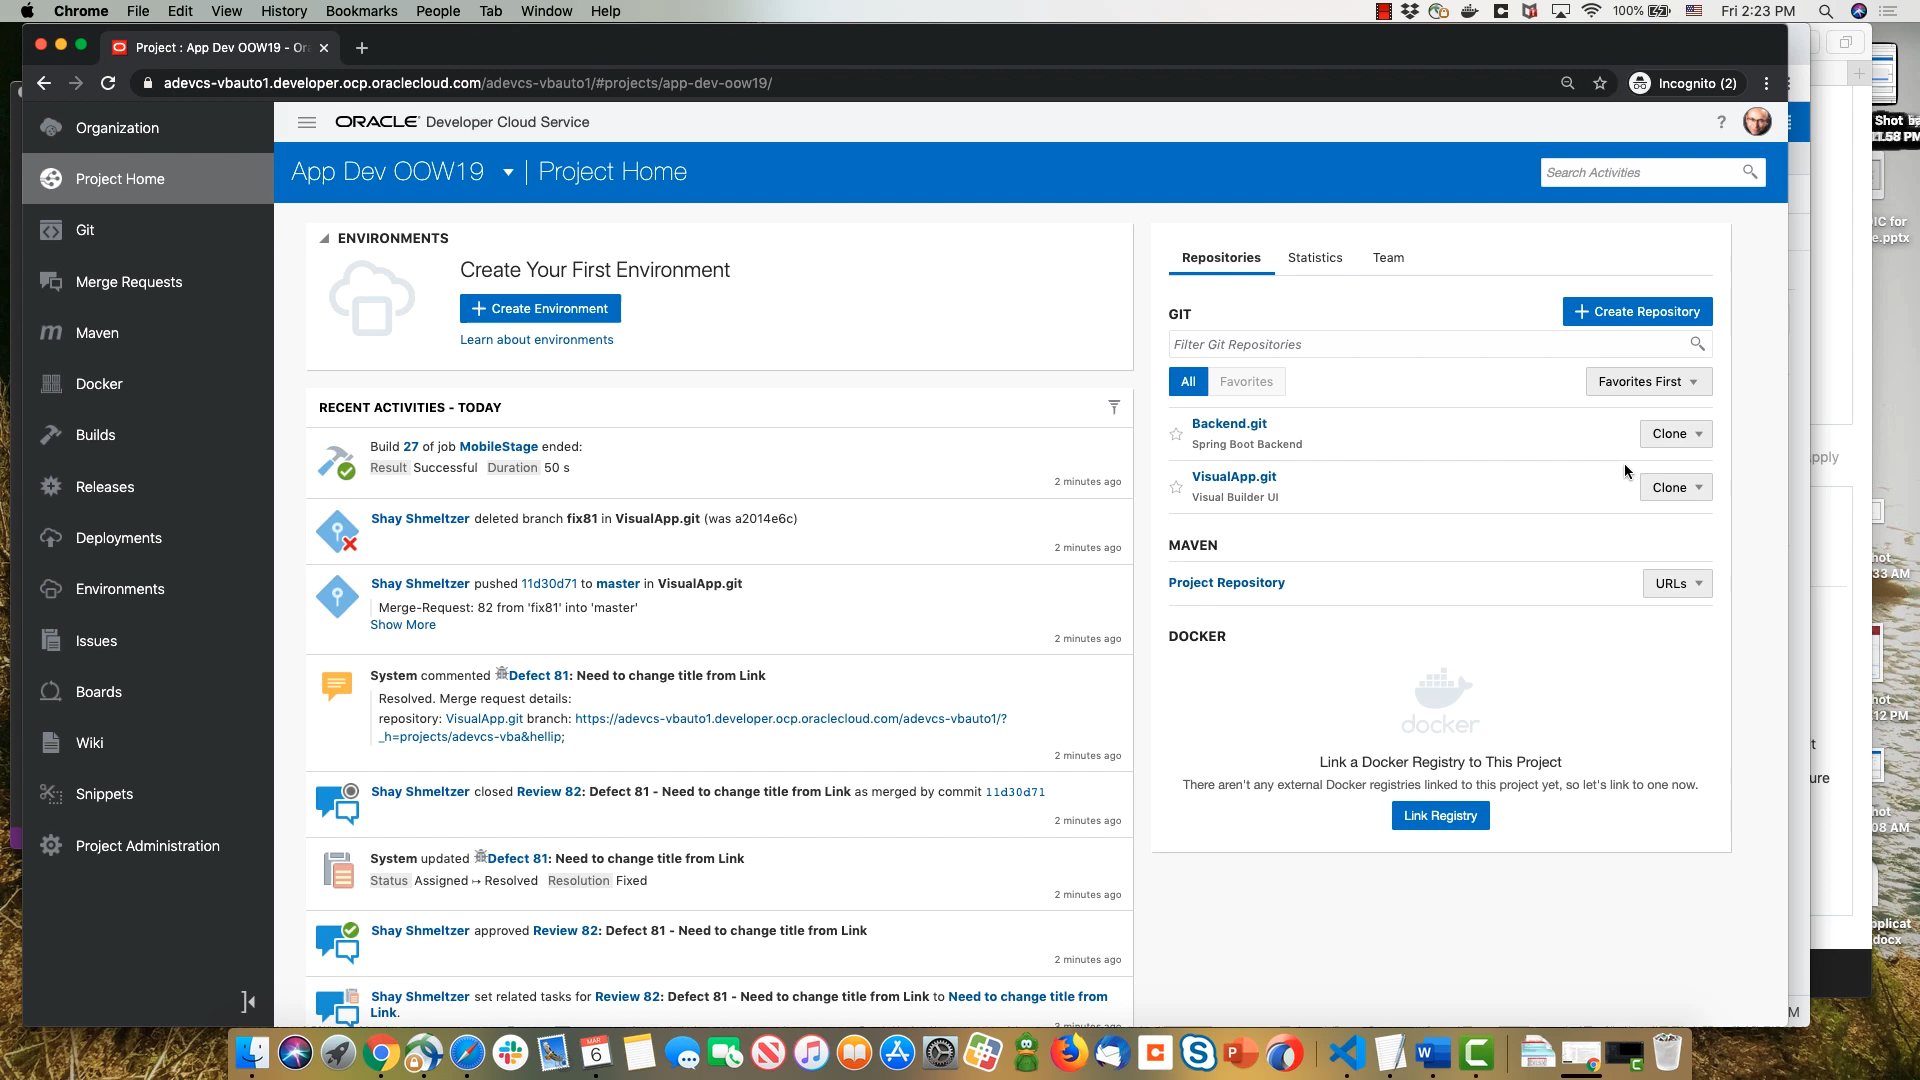 Chrome File Edit View History Bookmarks People Tab Window Help
100% Fri 2:23 PM
Project : App Dev OOW19 - Or
adevcs-vbauto1.developer.ocp.oraclecloud.com/adevcs-vbauto1/#projects/app-dev-oow19/
Incognito (2)
Organization
Project Home
Git
Merge Requests
Maven
Docker
Builds
Releases
Deployments
Environments
Issues
Boards
Wiki
Snippets
Project Administration
ORACLE Developer Cloud Service
?
App Dev OOW19 | Project Home
Search Activities
ENVIRONMENTS
Create Your First Environment
+ Create Environment
Learn about environments
RECENT ACTIVITIES - TODAY
Build 27 of job MobileStage ended:
Result Successful Duration 50 s
2 minutes ago
Shay Shmeltzer deleted branch fix81 in VisualApp.git (was a2014e6c)
2 minutes ago
Shay Shmeltzer pushed 11d30d71 to master in VisualApp.git
Merge-Request: 82 from 'fix81' into 'master'
Show More
2 minutes ago
System commented Defect 81: Need to change title from Link
Resolved. Merge request details:
repository: VisualApp.git branch: https://adevcs-vbauto1.developer.ocp.oraclecloud.com/adevcs-vbauto1/?
_h=projects/adevcs-vba&hellip;
2 minutes ago
Shay Shmeltzer closed Review 82: Defect 81 - Need to change title from Link as merged by commit 11d30d71
2 minutes ago
System updated Defect 81: Need to change title from Link
Status Assigned → Resolved Resolution Fixed
2 minutes ago
Shay Shmeltzer approved Review 82: Defect 81 - Need to change title from Link
2 minutes ago
Shay Shmeltzer set related tasks for Review 82: Defect 81 - Need to change title from Link to Need to change title from
Link.
Repositories Statistics Team
GIT
+ Create Repository
Filter Git Repositories
All Favorites
Favorites First
Backend.git
Spring Boot Backend
Clone
VisualApp.git
Visual Builder UI
Clone
MAVEN
Project Repository
URLs
DOCKER
docker
Link a Docker Registry to This Project
There aren't any external Docker registries linked to this project yet, so let's link to one now.
Link Registry
Shot
IC for
e.pptx
pply
33 AM
12 PM
08 AM
docx
MAR
6